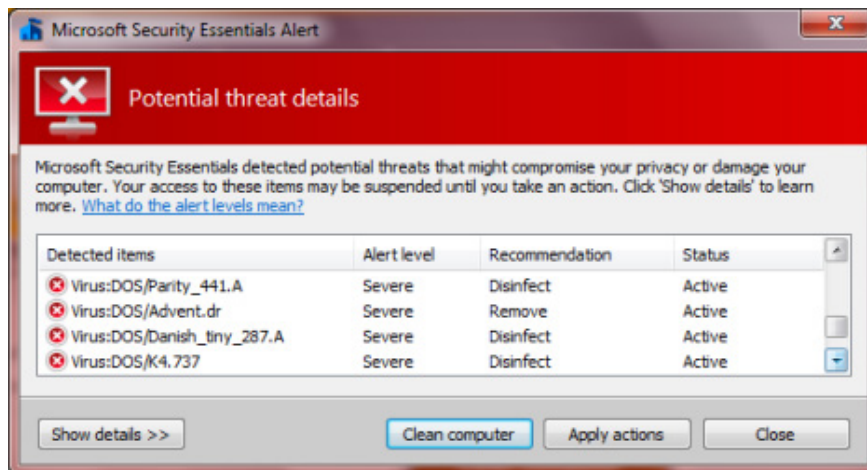 Microsoft Security Essentials Alert
Potential threat details
Microsoft Security Essentials detected potential threats that might compromise your privacy or damage your
computer. Your access to these items may be suspended until you take an action. Click 'Show details' to learn
more. What do the alert levels mean?
Detected items Alert level Recommendation Status
Virus:DOS/Parity_441.A Severe Disinfect Active
Virus:DOS/Advent.dr Severe Remove Active
Virus:DOS/Danish_tiny_287.A Severe Disinfect Active
Virus:DOS/K4.737 Severe Disinfect Active
Show details >> Clean computer Apply actions Close